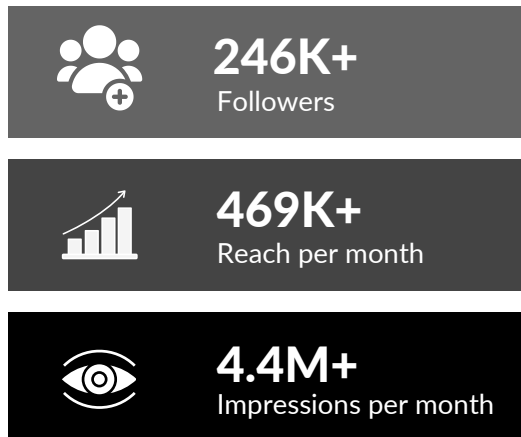 246K+
Followers
469K+
Reach per month
4.4M+
Impressions per month